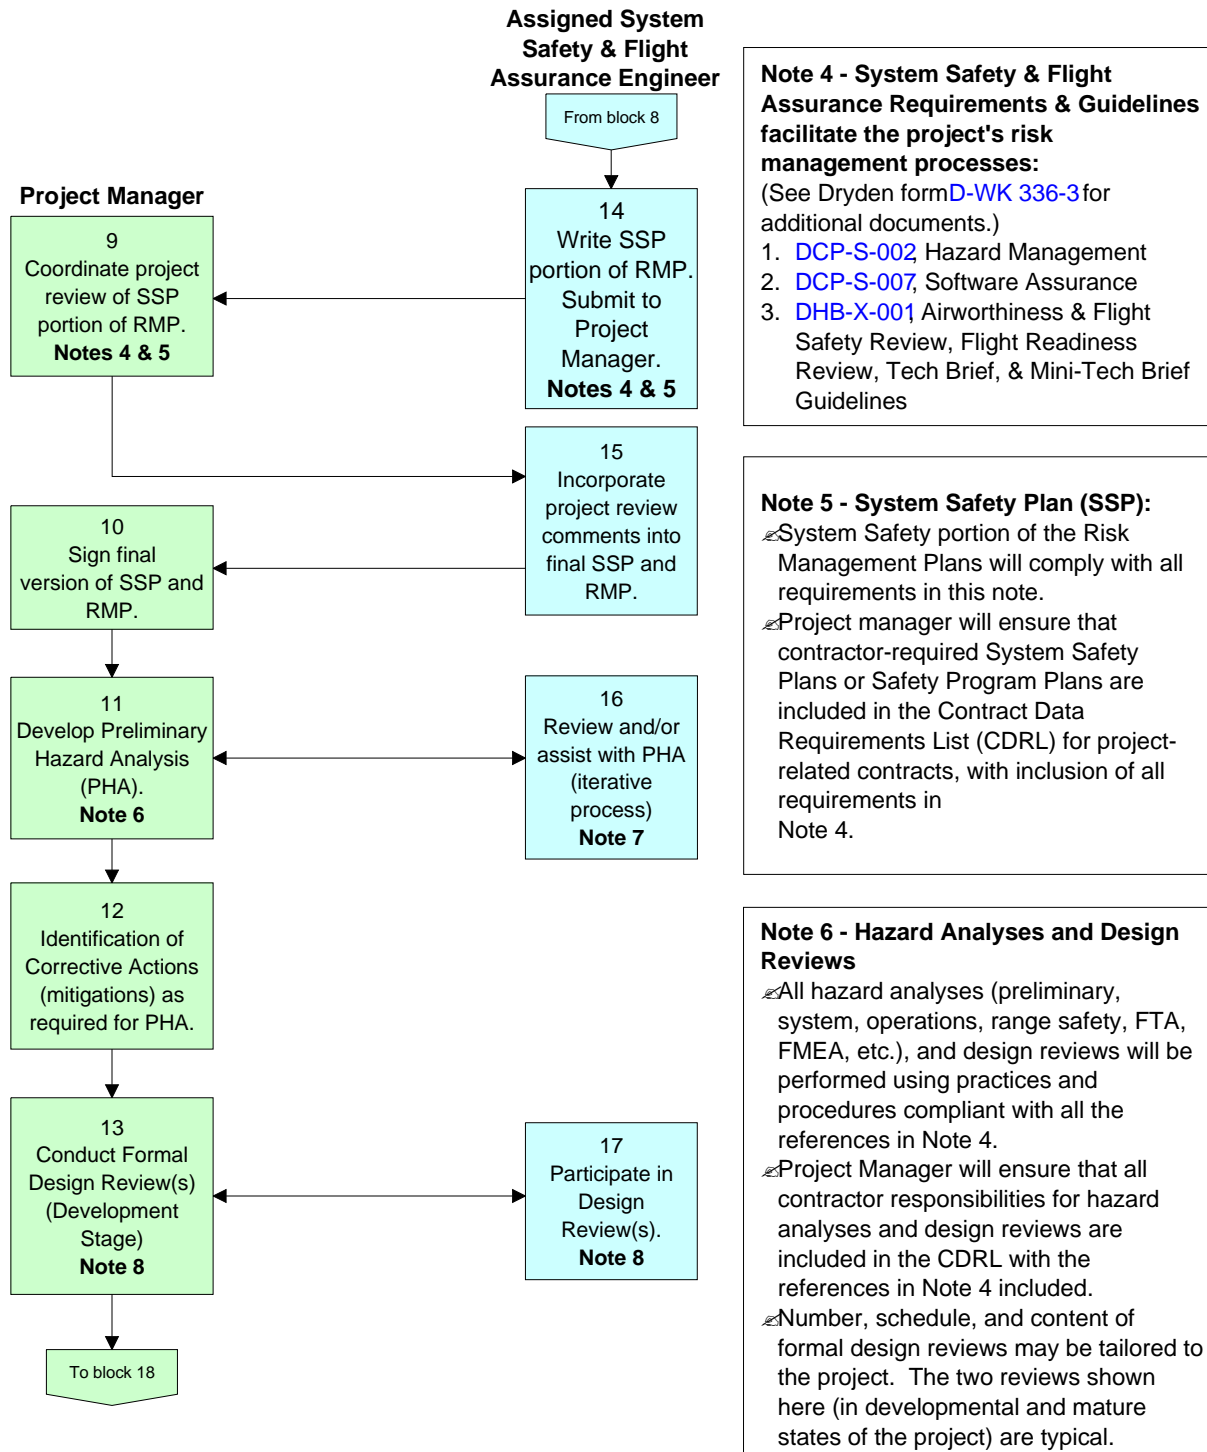 Assigned System
Safety & Flight
Assurance Engineer
From block 8
Project Manager
9
Coordinate project
review of SSP
portion of RMP.
Notes 4 & 5
14
Write SSP
portion of RMP.
Submit to
Project
Manager.
Notes 4 & 5
15
Incorporate
project review
comments into
final SSP and
RMP.
10
Sign final
version of SSP and
RMP.
11
Develop Preliminary
Hazard Analysis
(PHA).
Note 6
16
Review and/or
assist with PHA
(iterative
process)
Note 7
12
Identification of
Corrective Actions
(mitigations) as
required for PHA.
13
Conduct Formal
Design Review(s)
(Development
Stage)
Note 8
17
Participate in
Design
Review(s).
Note 8
To block 18
Note 4 - System Safety & Flight
Assurance Requirements & Guidelines
facilitate the project's risk
management processes:
(See Dryden form D-WK 336-3 for
additional documents.)
1. DCP-S-002, Hazard Management
2. DCP-S-007, Software Assurance
3. DHB-X-001, Airworthiness & Flight
Safety Review, Flight Readiness
Review, Tech Brief, & Mini-Tech Brief
Guidelines
Note 5 - System Safety Plan (SSP):
System Safety portion of the Risk
Management Plans will comply with all
requirements in this note.
Project manager will ensure that
contractor-required System Safety
Plans or Safety Program Plans are
included in the Contract Data
Requirements List (CDRL) for project-
related contracts, with inclusion of all
requirements in
Note 4.
Note 6 - Hazard Analyses and Design
Reviews
All hazard analyses (preliminary,
system, operations, range safety, FTA,
FMEA, etc.), and design reviews will be
performed using practices and
procedures compliant with all the
references in Note 4.
Project Manager will ensure that all
contractor responsibilities for hazard
analyses and design reviews are
included in the CDRL with the
references in Note 4 included.
Number, schedule, and content of
formal design reviews may be tailored to
the project. The two reviews shown
here (in developmental and mature
states of the project) are typical.